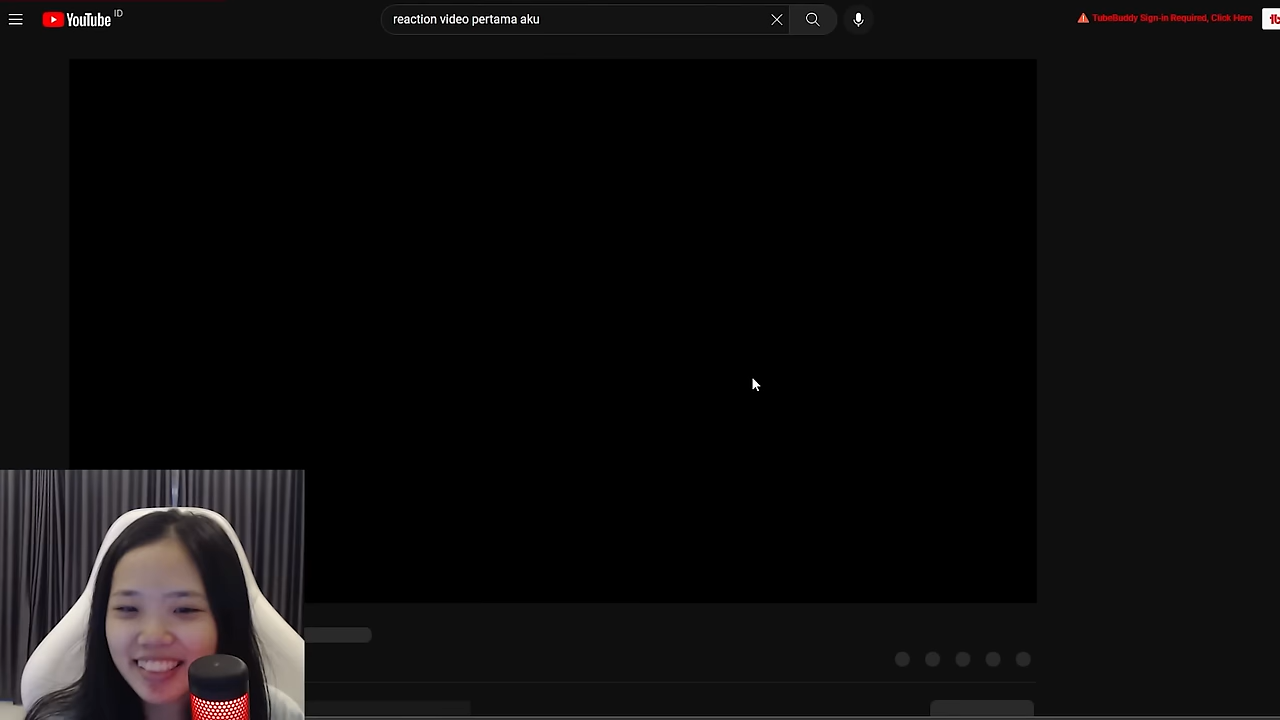 YouTube ID
reaction video pertama aku
TubeBuddy Sign-in Required, Click Here